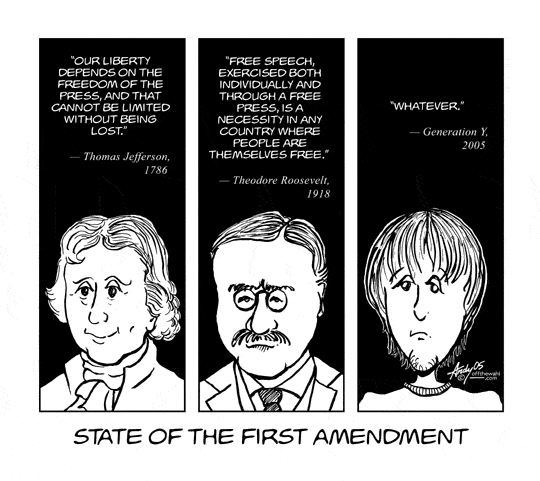 "OUR LIBERTY
DEPENDS ON THE
FREEDOM OF THE
PRESS, AND THAT
CANNOT BE LIMITED
WITHOUT BEING
LOST."
— Thomas Jefferson,
1786
"FREE SPEECH,
EXERCISED BOTH
INDIVIDUALLY AND
THROUGH A FREE
PRESS, IS A
NECESSITY IN ANY
COUNTRY WHERE
PEOPLE ARE
THEMSELVES FREE."
— Theodore Roosevelt,
1918
"WHATEVER."
— Generation Y,
2005
Andy 05
© offthewahl
.com
STATE OF THE FIRST AMENDMENT